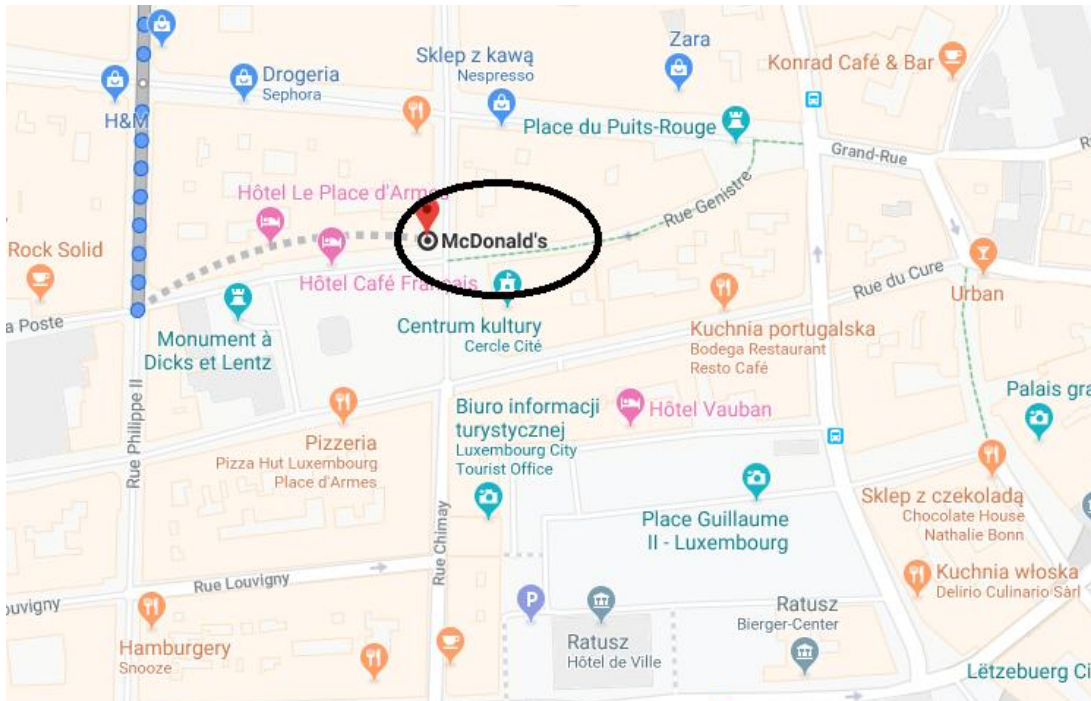 Zara
Sklep z kawą
Nespresso
Konrad Café & Bar
Drogeria
Sephora
H&M
Place du Puits-Rouge
Grand-Rue
Hôtel Le Place d'Armes
Rue Genistre
McDonald's
Rock Solid
Hôtel Café Français
Rue du Cure
Urban
a Poste
Monument à
Dicks et Lentz
Centrum kultury
Cercle Cité
Kuchnia portugalska
Bodega Restaurant
Resto Café
Rue Philippe II
Palais gra
Biuro informacji
turystycznej
Luxembourg City
Tourist Office
Hôtel Vauban
Pizzeria
Pizza Hut Luxembourg
Place d'Armes
Sklep z czekoladą
Chocolate House
Nathalie Bonn
Place Guillaume
II - Luxembourg
Rue Chimay
Rue Louvigny
ouvigny
P
Kuchnia włoska
Delirio Culinario Sàrl
Ratusz
Bierger-Center
Hamburgery
Snooze
Ratusz
Hôtel de Ville
Lëtzebuerg Ci